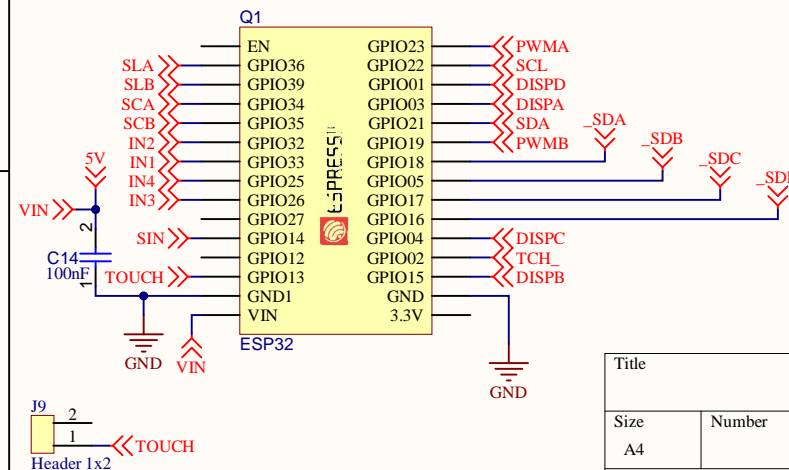 Q1
EN GPIO23 PWMA
SLA GPIO36 GPIO22 SCL
SLB GPIO39 GPIO01 DISPD
SCA GPIO34 GPIO03 DISPA
SCB GPIO35 GPIO21 SDA
IN2 GPIO32 GPIO19 PWMB
IN1 GPIO33 GPIO18 _SDA
IN4 GPIO25 GPIO05 _SDB
IN3 GPIO26 GPIO17 _SDC
GPIO27 GPIO16
SIN GPIO14 GPIO04 DISPC
GPIO12 GPIO02 TCH_
TOUCH GPIO13 GPIO15 DISPB
GND1 GND
VIN 3.3V
ESP32
5V
VIN
2
C14
100nF
1
GND
VIN
GND
J9
2
1 TOUCH
Header 1x2
Title
Size Number
A4